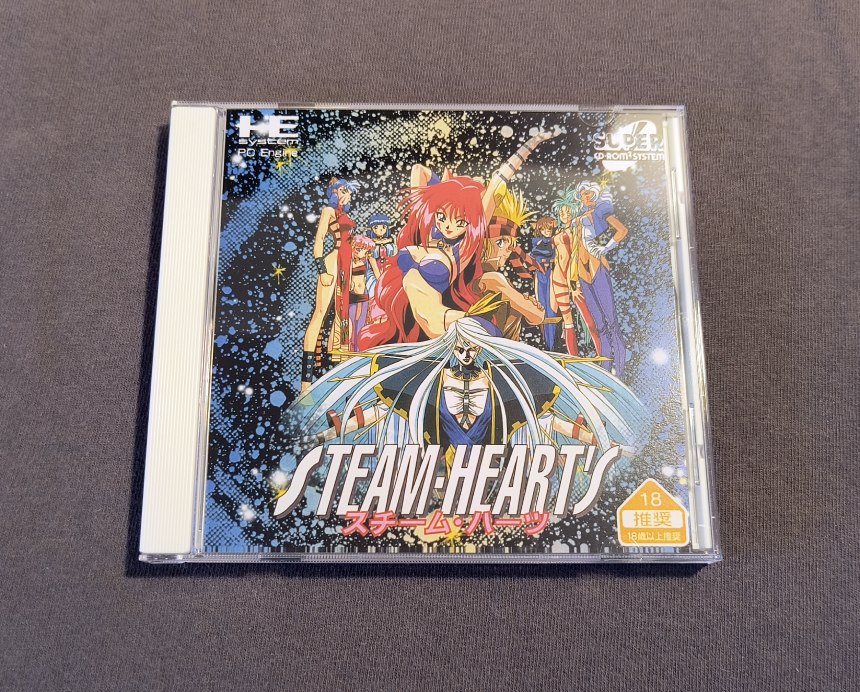 HE
system
PC Engine
SUPER
CD-ROM² SYSTEM
STEAM-HEART'S
スチーム・ハーツ
18
推奨
18歳以上推奨